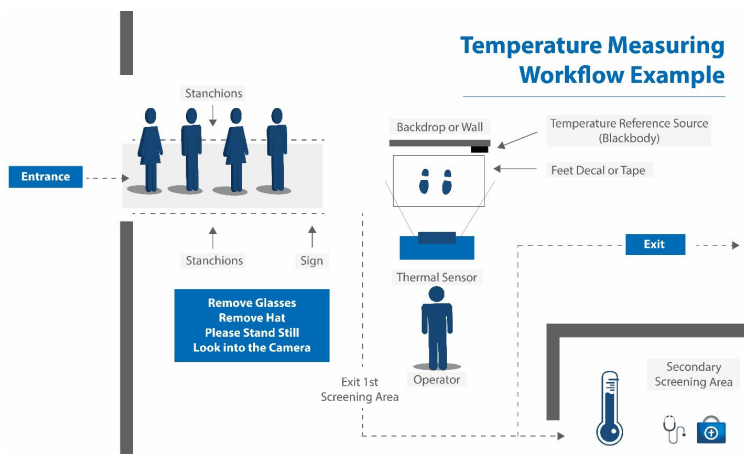 Temperature Measuring
Workflow Example
Stanchions
Backdrop or Wall
Temperature Reference Source
(Blackbody)
Feet Decal or Tape
Entrance
Exit
Stanchions
Sign
Thermal Sensor
Remove Glasses
Remove Hat
Please Stand Still
Look into the Camera
Operator
Exit 1st
Screening Area
Secondary
Screening Area